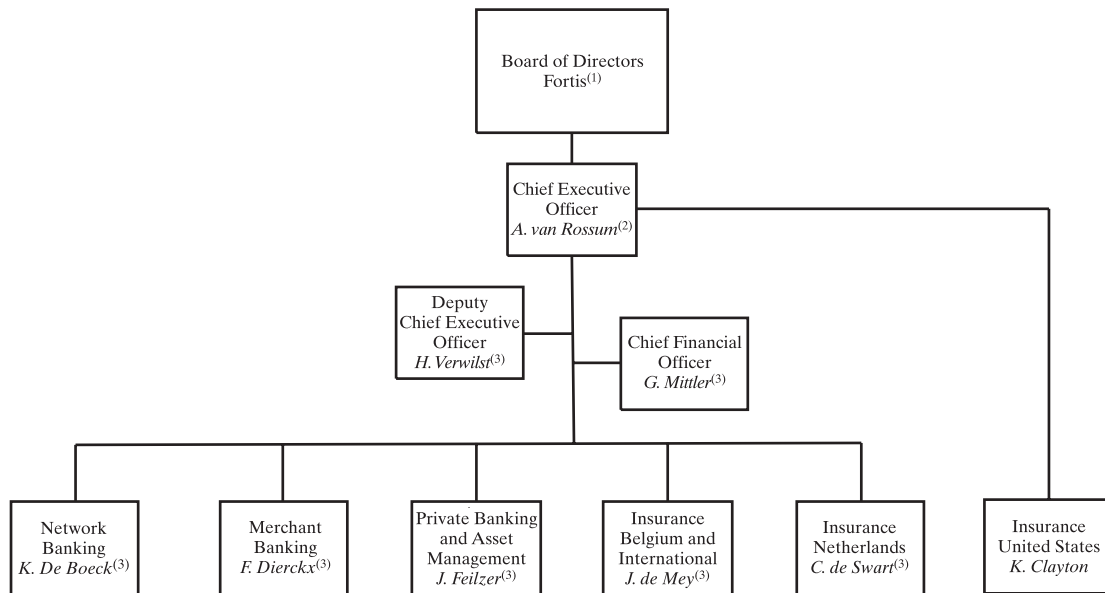 Board of Directors
Fortis(1)
Chief Executive
Officer
A. van Rossum(2)
Deputy
Chief Executive
Officer
H. Verwilst(3)
Chief Financial
Officer
G. Mittler(3)
Network
Banking
K. De Boeck(3)
Merchant
Banking
F. Dierckx(3)
Private Banking
and Asset
Management
J. Feilzer(3)
Insurance
Belgium and
International
J. de Mey(3)
Insurance
Netherlands
C. de Swart(3)
Insurance
United States
K. Clayton